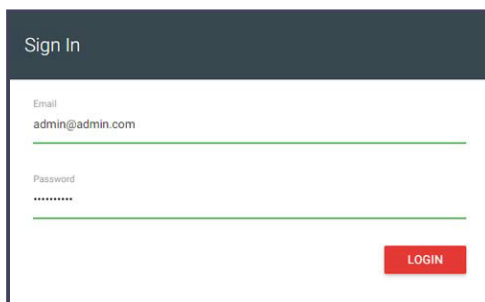 Sign In
Email
admin@admin.com
Password
••••••••••
LOGIN